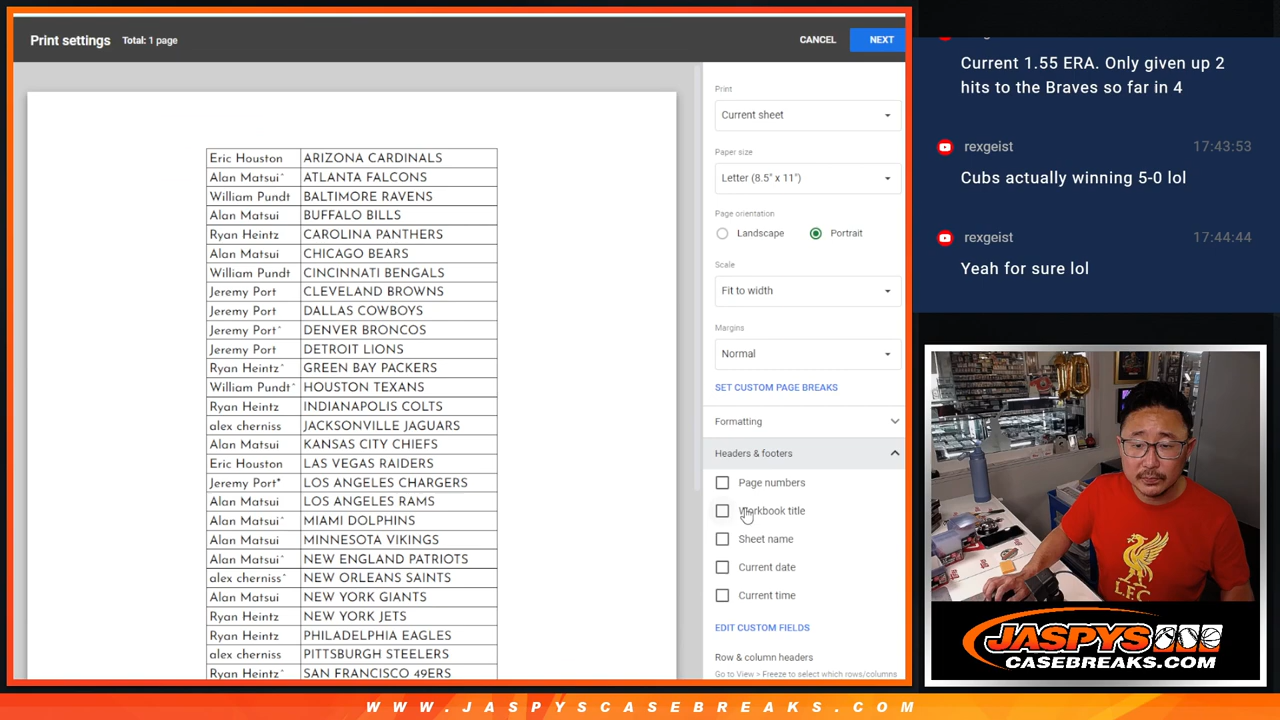 Print settings Total: 1 page CANCEL NEXT
Eric Houston ARIZONA CARDINALS
Alan Matsui^ ATLANTA FALCONS
William Pundt BALTIMORE RAVENS
Alan Matsui BUFFALO BILLS
Ryan Heintz CAROLINA PANTHERS
Alan Matsui CHICAGO BEARS
William Pundt CINCINNATI BENGALS
Jeremy Port CLEVELAND BROWNS
Jeremy Port DALLAS COWBOYS
Jeremy Port^ DENVER BRONCOS
Jeremy Port DETROIT LIONS
Ryan Heintz^ GREEN BAY PACKERS
William Pundt^ HOUSTON TEXANS
Ryan Heintz INDIANAPOLIS COLTS
alex cherniss JACKSONVILLE JAGUARS
Alan Matsui KANSAS CITY CHIEFS
Eric Houston LAS VEGAS RAIDERS
Jeremy Port* LOS ANGELES CHARGERS
Alan Matsui LOS ANGELES RAMS
Alan Matsui^ MIAMI DOLPHINS
Alan Matsui MINNESOTA VIKINGS
Alan Matsui^ NEW ENGLAND PATRIOTS
alex cherniss^ NEW ORLEANS SAINTS
Alan Matsui NEW YORK GIANTS
Ryan Heintz NEW YORK JETS
Ryan Heintz PHILADELPHIA EAGLES
alex cherniss PITTSBURGH STEELERS
Ryan Heintz^ SAN FRANCISCO 49ERS
Print
Current sheet
Paper size
Letter (8.5" x 11")
Page orientation
Landscape Portrait
Scale
Fit to width
Margins
Normal
SET CUSTOM PAGE BREAKS
Formatting
Headers & footers
Page numbers
Workbook title
Sheet name
Current date
Current time
EDIT CUSTOM FIELDS
Row & column headers
Go to View > Freeze to select which rows/columns
Current 1.55 ERA. Only given up 2
hits to the Braves so far in 4
rexgeist 17:43:53
Cubs actually winning 5-0 lol
rexgeist 17:44:44
Yeah for sure lol
10
L.F.C.
JASPYS
CASEBREAKS.COM
WWW.JASPYSCASEBREAKS.COM